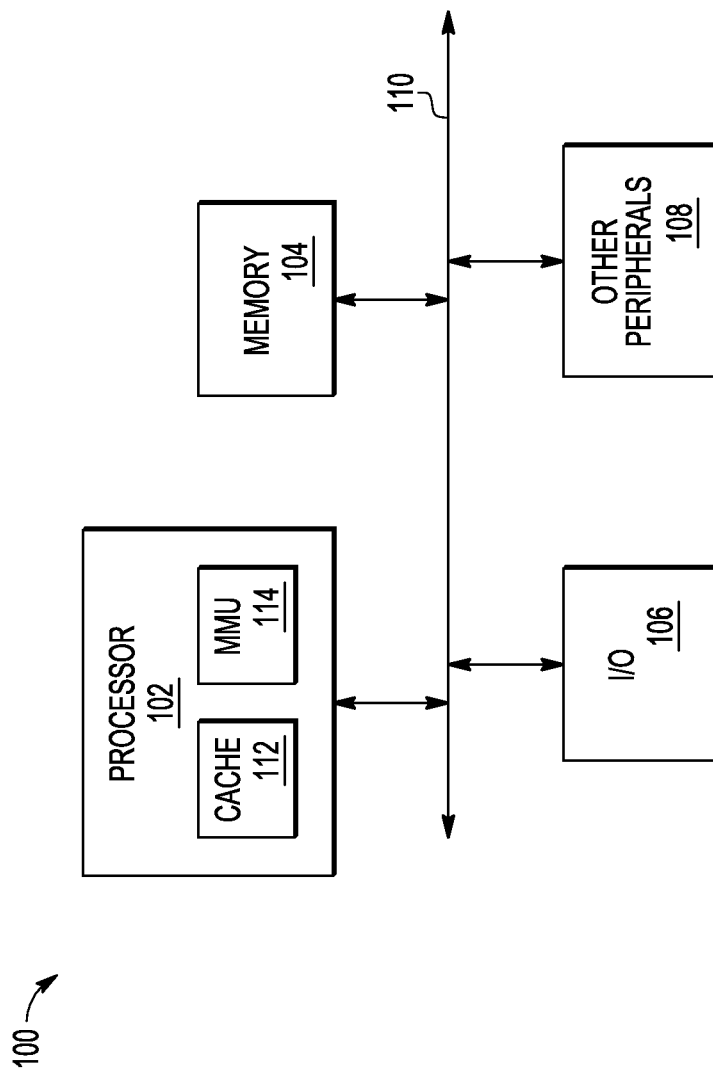 100
PROCESSOR
102
CACHE
112
MMU
114
MEMORY
104
110
I/O
106
OTHER
PERIPHERALS
108